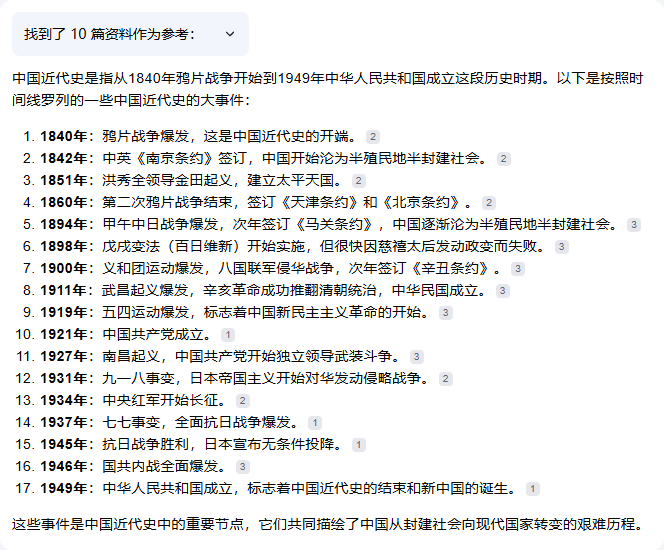 找到了 10 篇资料作为参考：
中国近代史是指从1840年鸦片战争开始到1949年中华人民共和国成立这段历史时期。以下是按照时
间线罗列的一些中国近代史的大事件：
1. 1840年：鸦片战争爆发，这是中国近代史的开端。 2
2. 1842年：中英《南京条约》签订，中国开始沦为半殖民地半封建社会。 2
3. 1851年：洪秀全领导金田起义，建立太平天国。 2
4. 1860年：第二次鸦片战争结束，签订《天津条约》和《北京条约》。 2
5. 1894年：甲午中日战争爆发，次年签订《马关条约》，中国逐渐沦为半殖民地半封建社会。 3
6. 1898年：戊戌变法（百日维新）开始实施，但很快因慈禧太后发动政变而失败。 3
7. 1900年：义和团运动爆发，八国联军侵华战争，次年签订《辛丑条约》。 3
8. 1911年：武昌起义爆发，辛亥革命成功推翻清朝统治，中华民国成立。 3
9. 1919年：五四运动爆发，标志着中国新民主主义革命的开始。 3
10. 1921年：中国共产党成立。 1
11. 1927年：南昌起义，中国共产党开始独立领导武装斗争。 3
12. 1931年：九一八事变，日本帝国主义开始对华发动侵略战争。 2
13. 1934年：中央红军开始长征。 2
14. 1937年：七七事变，全面抗日战争爆发。 1
15. 1945年：抗日战争胜利，日本宣布无条件投降。 1
16. 1946年：国共内战全面爆发。 3
17. 1949年：中华人民共和国成立，标志着中国近代史的结束和新中国的诞生。 1
这些事件是中国近代史中的重要节点，它们共同描绘了中国从封建社会向现代国家转变的艰难历程。